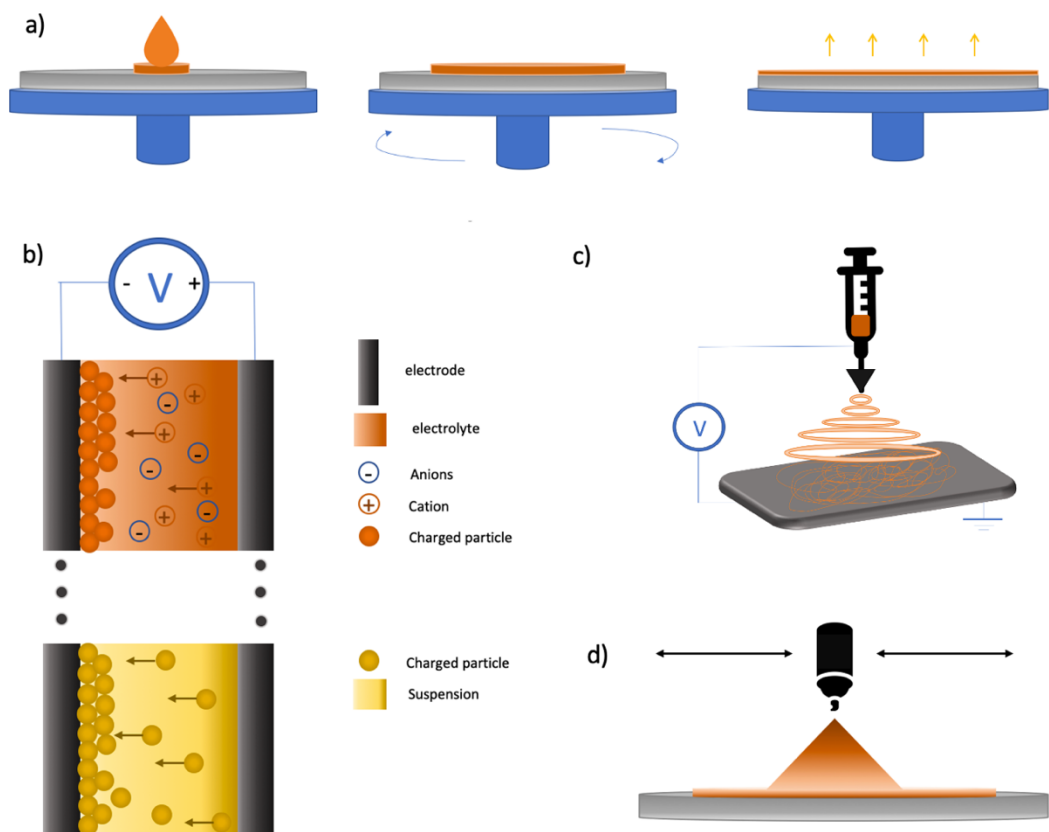 a)
b)
- V +
electrode
electrolyte
- Anions
+ Cation
Charged particle
+
+
-
+
-
-
+
+
-
-
+
Charged particle
Suspension
c)
V
d)